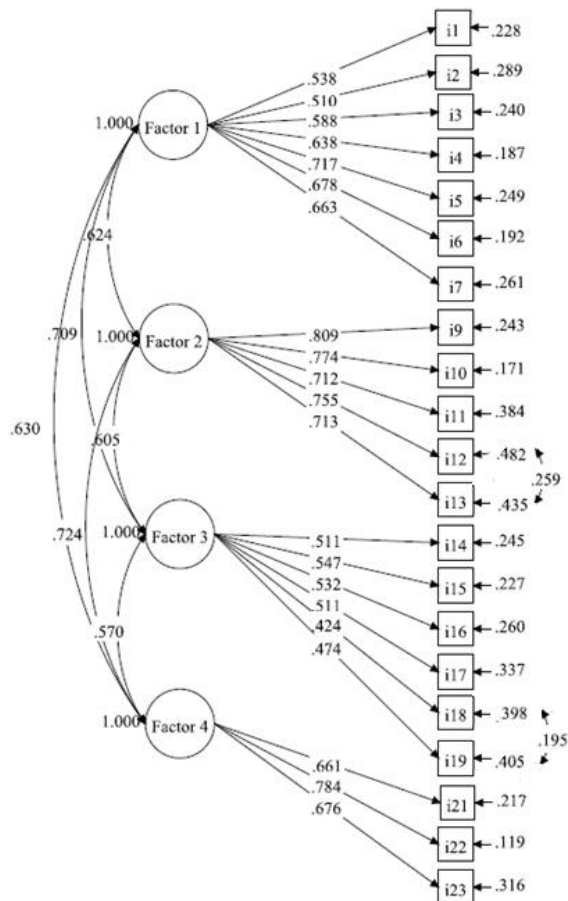 i1 .228
.538
i2 .289
.510
1.000 Factor 1 .588 i3 .240
.638 i4 .187
.717 i5 .249
.678 i6 .192
.663
i7 .261
.624
i9 .243
.709 1.000 Factor 2 .809
.774 i10 .171
.712 i11 .384
.755
.713 i12 .482
.630 .605 .259
i13 .435
.724 1.000 Factor 3 .511 i14 .245
.547 i15 .227
.532 i16 .260
.511
.424 i17 .337
.570 .474
i18 .398
1.000 Factor 4 .195
i19 .405
.661 i21 .217
.784
.676 i22 .119
i23 .316